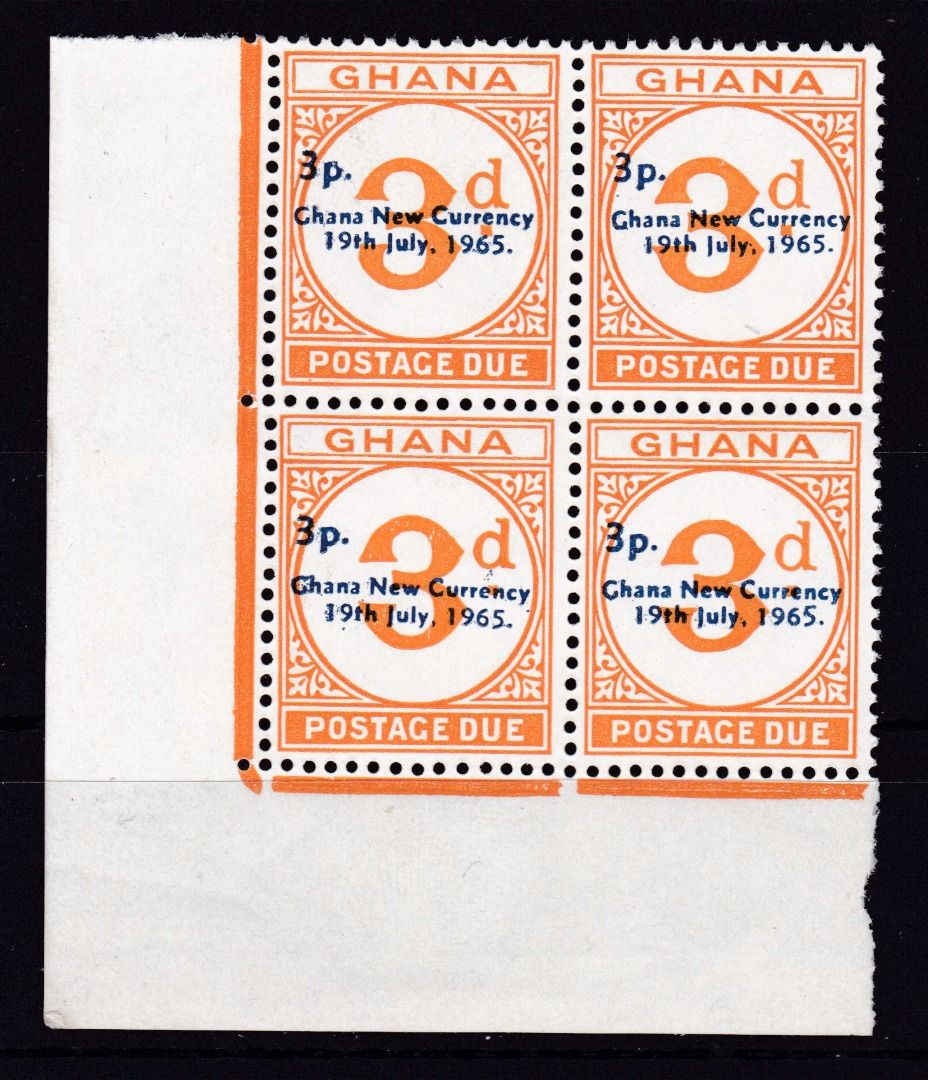 GHANA
3p.
3d.
Ghana New Currency
19th July, 1965.
POSTAGE DUE
GHANA
3p.
3d.
Ghana New Currency
19th July, 1965.
POSTAGE DUE
GHANA
3p.
3d.
Ghana New Currency
19th July, 1965.
POSTAGE DUE
GHANA
3p.
3d.
Ghana New Currency
19th July, 1965.
POSTAGE DUE